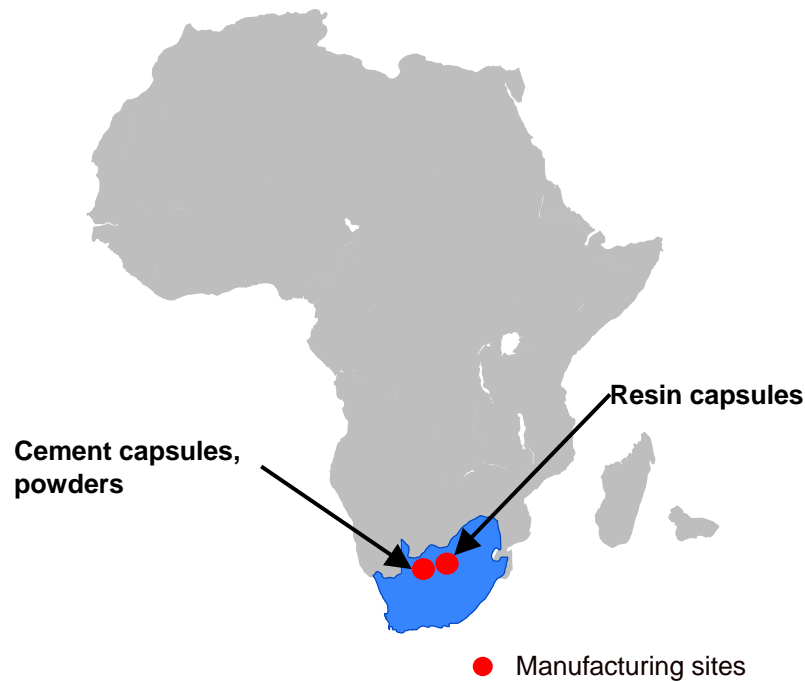 Resin capsules
Cement capsules,
powders
Manufacturing sites